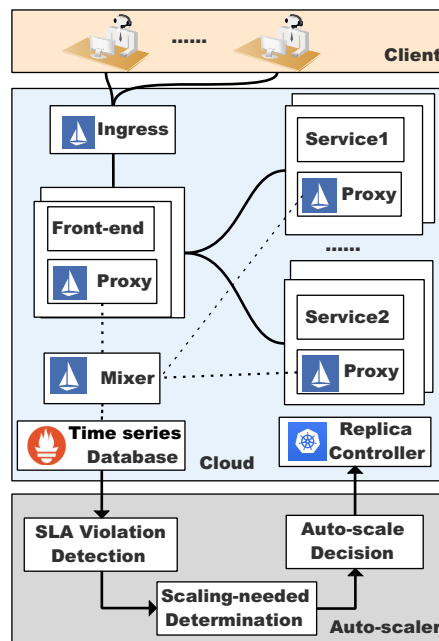 ......
Client
Ingress
Service1
Proxy
Front-end
Proxy
......
Service2
Proxy
Mixer
Time series
Database
Replica
Controller
Cloud
SLA Violation
Detection
Auto-scale
Decision
Scaling-needed
Determination
Auto-scaler